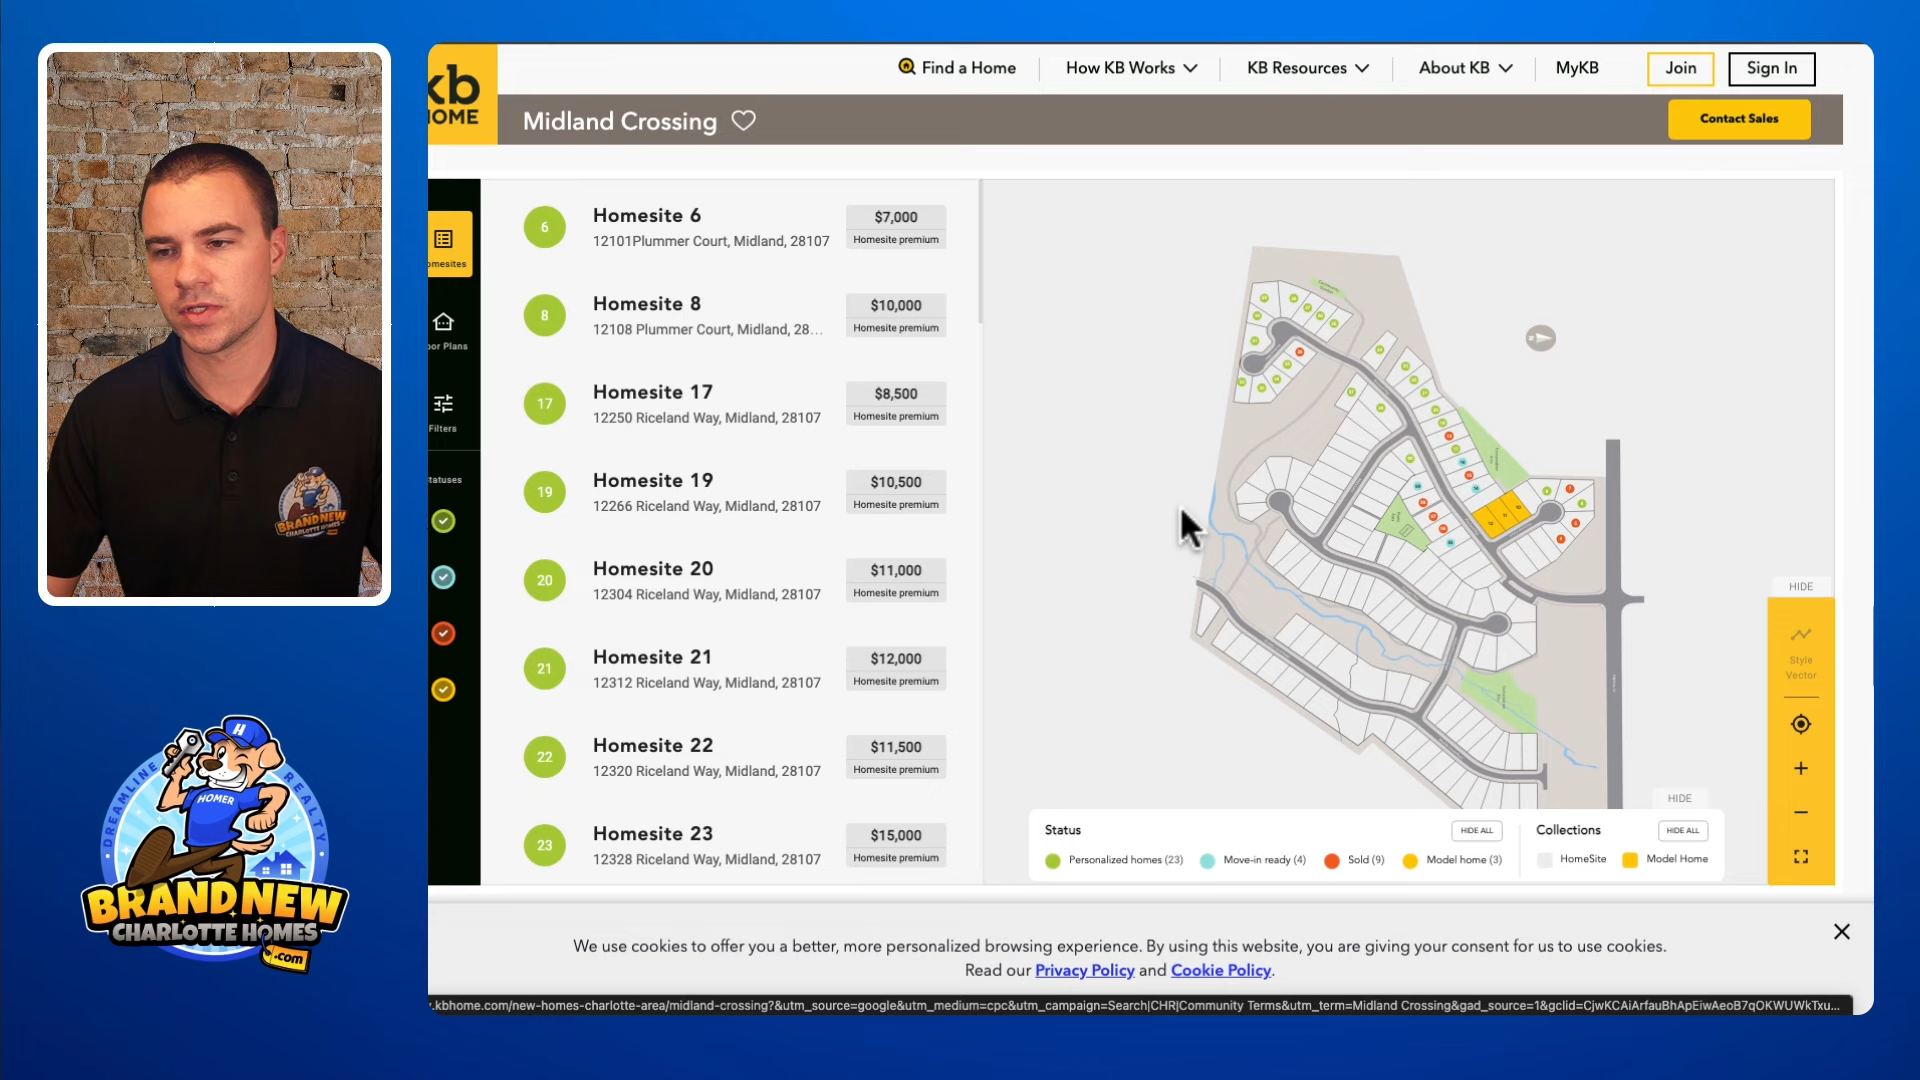 kb
HOME
Find a Home
How KB Works
KB Resources
About KB
MyKB
Join
Sign In
Midland Crossing
Contact Sales
omesites
oor Plans
Filters
tatuses
6
Homesite 6
12101Plummer Court, Midland, 28107
$7,000
Homesite premium
8
Homesite 8
12108 Plummer Court, Midland, 28...
$10,000
Homesite premium
17
Homesite 17
12250 Riceland Way, Midland, 28107
$8,500
Homesite premium
19
Homesite 19
12266 Riceland Way, Midland, 28107
$10,500
Homesite premium
20
Homesite 20
12304 Riceland Way, Midland, 28107
$11,000
Homesite premium
21
Homesite 21
12312 Riceland Way, Midland, 28107
$12,000
Homesite premium
22
Homesite 22
12320 Riceland Way, Midland, 28107
$11,500
Homesite premium
23
Homesite 23
12328 Riceland Way, Midland, 28107
$15,000
Homesite premium
HIDE
Style
Vector
HIDE
Status
HIDE ALL
Personalized homes (23)
Move-in ready (4)
Sold (9)
Model home (3)
Collections
HIDE ALL
HomeSite
Model Home
We use cookies to offer you a better, more personalized browsing experience. By using this website, you are giving your consent for us to use cookies.
Read our Privacy Policy and Cookie Policy.
.kbhome.com/new-homes-charlotte-area/midland-crossing?&utm_source=google&utm_medium=cpc&utm_campaign=Search|CHR|Community Terms&utm_term=Midland Crossing&gad_source=1&gclid=CjwKCAiArfauBhApEiwAeoB7qOKWUWkTxu...
BRAND NEW
CHARLOTTE HOMES
DREAMLINE REALTY
H
HOMER
BRAND NEW
CHARLOTTE HOMES
.com